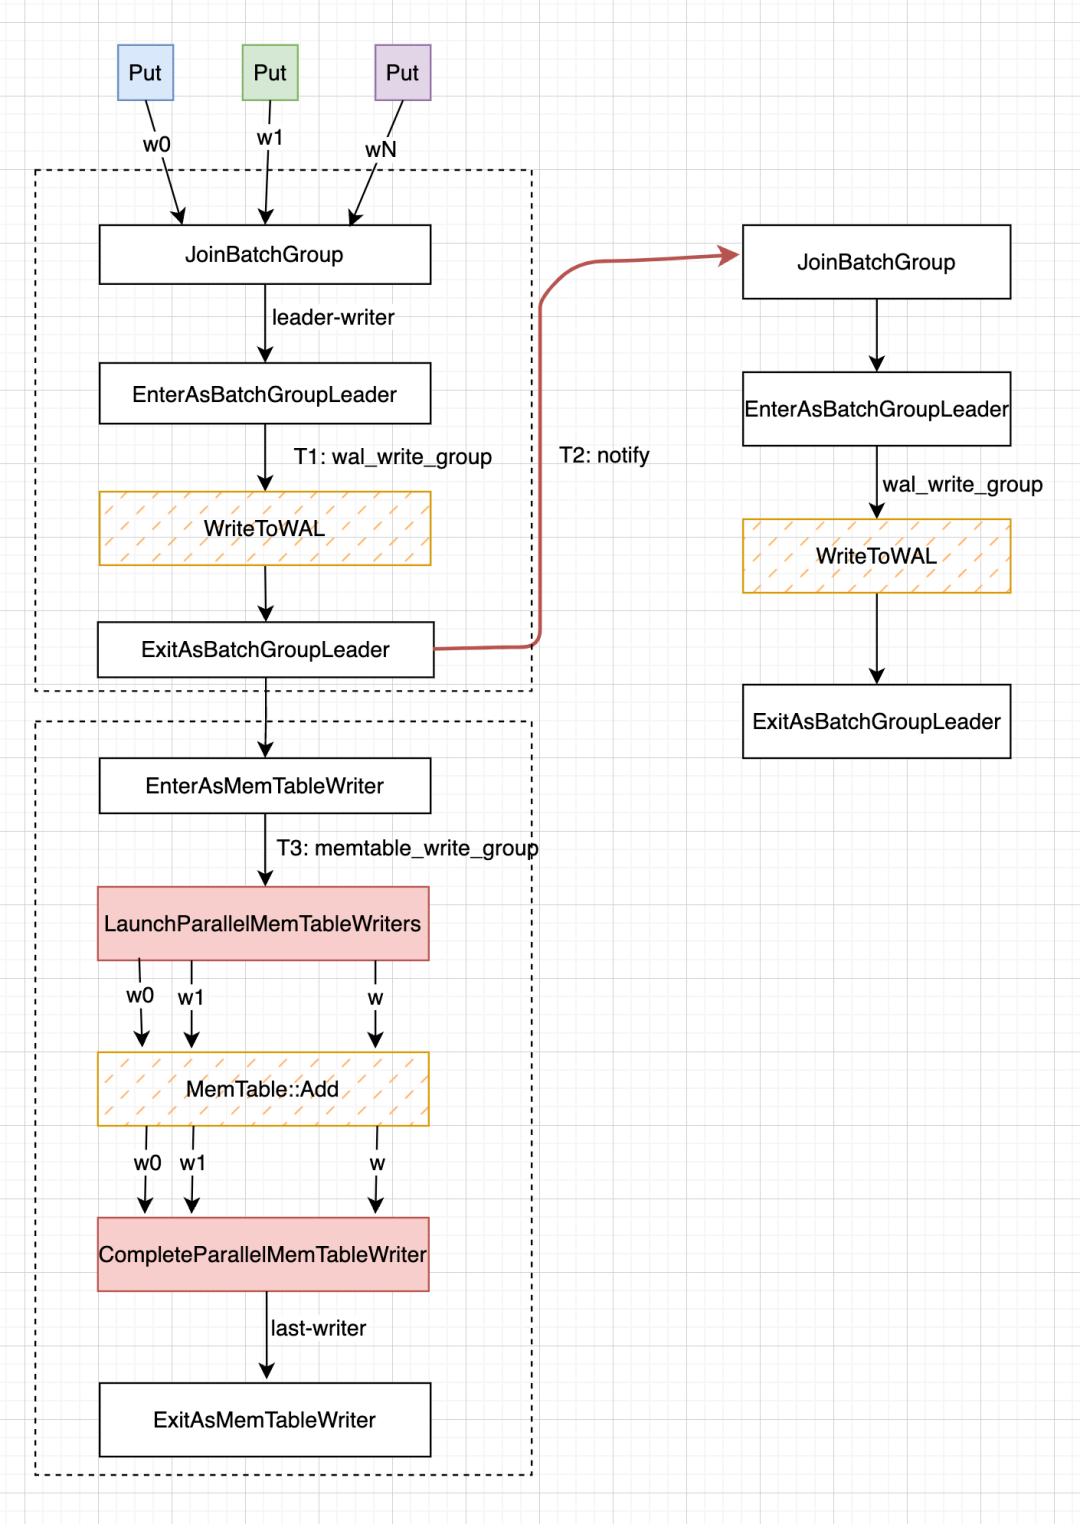 Put
Put
Put
w0
w1
wN
JoinBatchGroup
leader-writer
EnterAsBatchGroupLeader
T1: wal_write_group
WriteToWAL
ExitAsBatchGroupLeader
T2: notify
JoinBatchGroup
EnterAsBatchGroupLeader
wal_write_group
WriteToWAL
ExitAsBatchGroupLeader
EnterAsMemTableWriter
T3: memtable_write_group
LaunchParallelMemTableWriters
w0
w1
w
MemTable::Add
w0
w1
w
CompleteParallelMemTableWriter
last-writer
ExitAsMemTableWriter